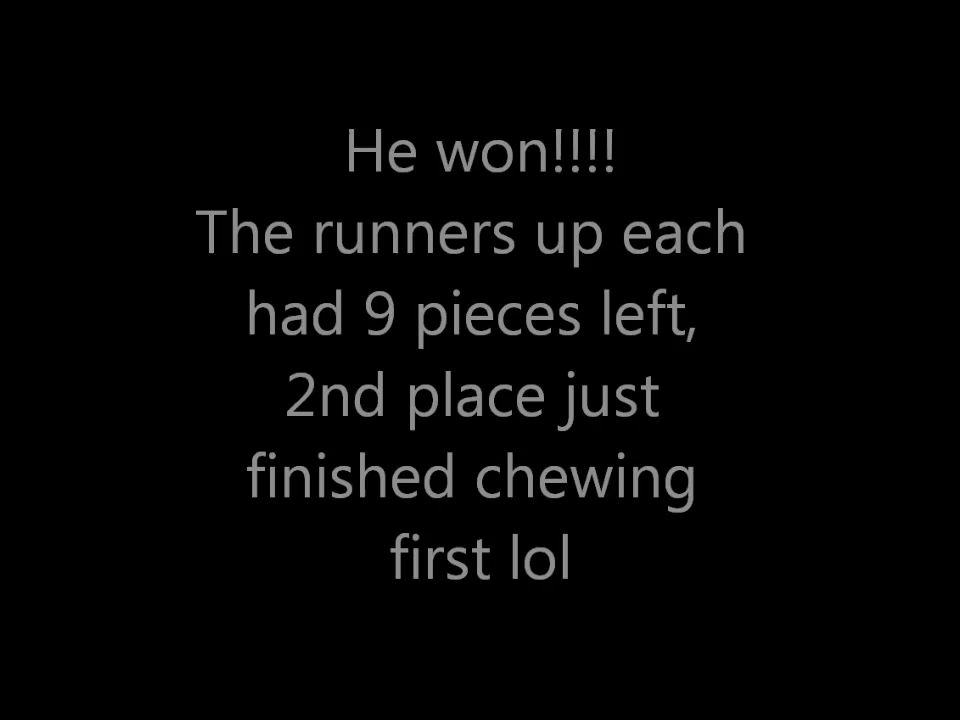 He won!!!!
The runners up each
had 9 pieces left,
2nd place just
finished chewing
first lol